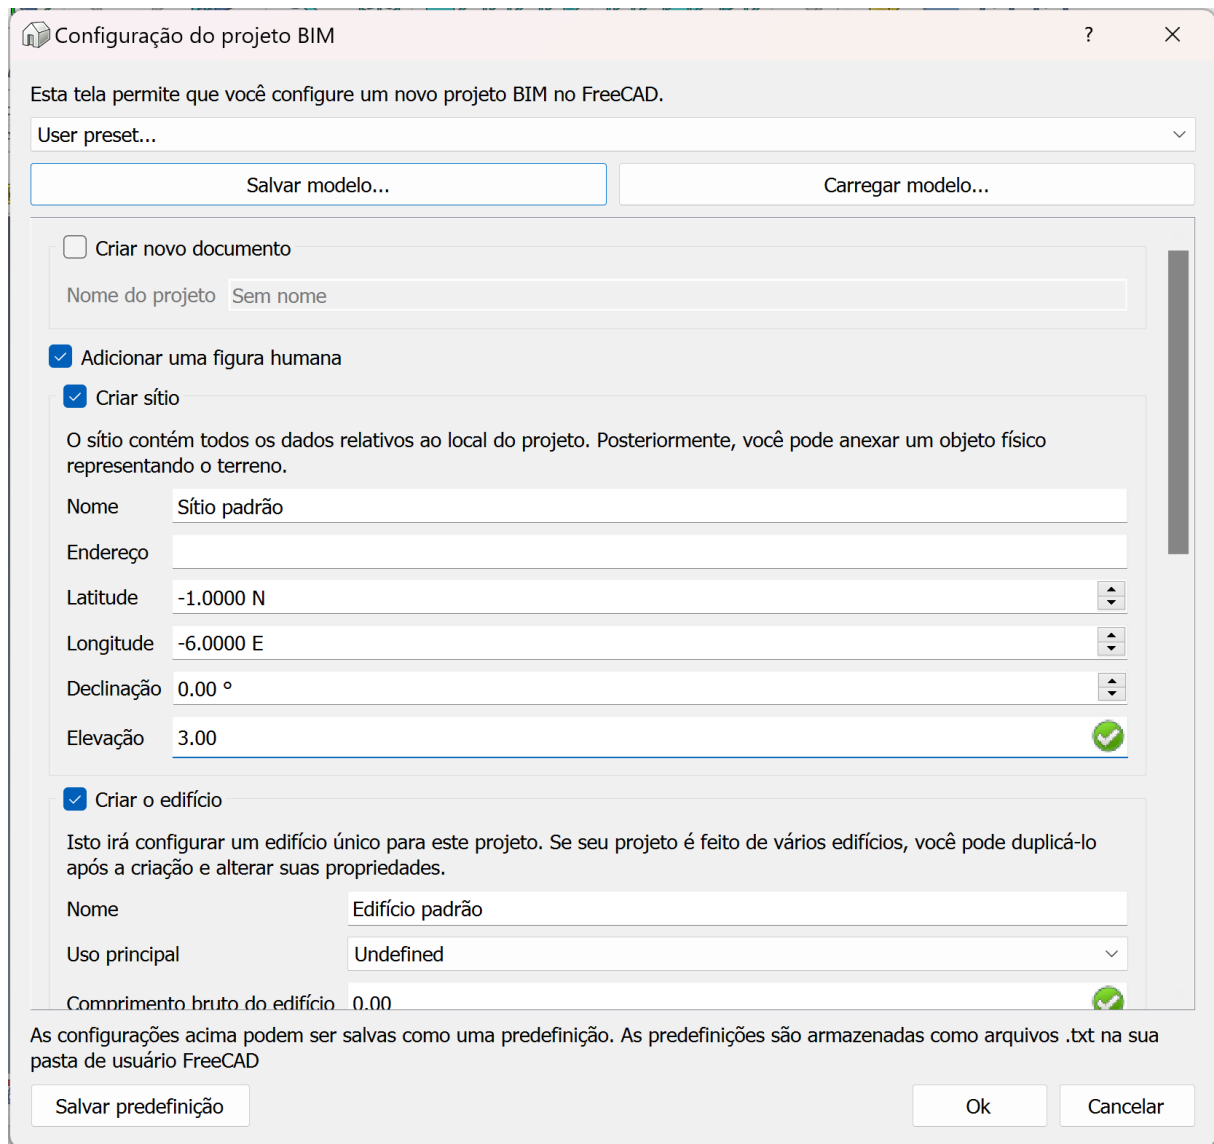 Configuração do projeto BIM
?
Esta tela permite que você configure um novo projeto BIM no FreeCAD.
User preset...
Salvar modelo...
Carregar modelo...
Criar novo documento
Nome do projeto Sem nome
Adicionar uma figura humana
Criar sítio
O sítio contém todos os dados relativos ao local do projeto. Posteriormente, você pode anexar um objeto físico
representando o terreno.
Nome Sítio padrão
Endereço
Latitude -1.0000 N
Longitude -6.0000 E
Declinação 0.00 °
Elevação 3.00
Criar o edifício
Isto irá configurar um edifício único para este projeto. Se seu projeto é feito de vários edifícios, você pode duplicá-lo
após a criação e alterar suas propriedades.
Nome Edifício padrão
Uso principal Undefined
Comprimento bruto do edifício 0.00
As configurações acima podem ser salvas como uma predefinição. As predefinições são armazenadas como arquivos .txt na sua
pasta de usuário FreeCAD
Salvar predefinição
Ok
Cancelar